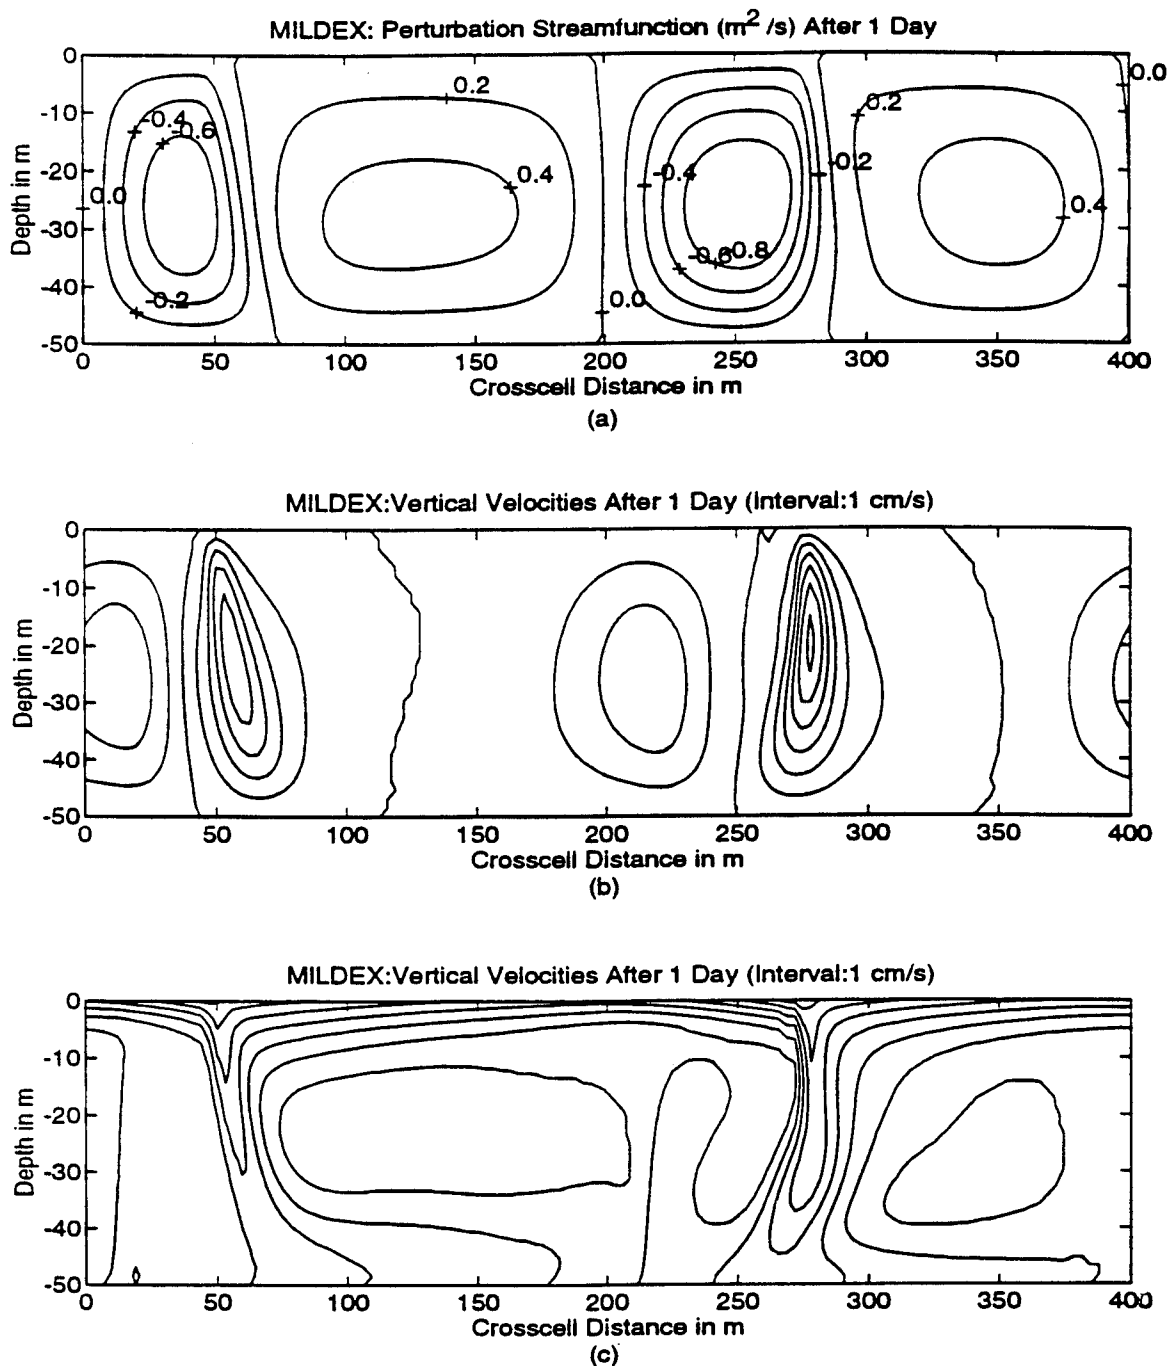 MILDEX: Perturbation Streamfunction (m² /s) After 1 Day
0
-10
-20
-30
-40
-50
Depth in m
0.0
-0.4
-0.6
-0.2
0.2
0.4
0.0
-0.4
-0.6
-0.8
-0.2
0.2
0.4
0.0
0 50 100 150 200 250 300 350 400
Crosscell Distance in m
(a)
MILDEX:Vertical Velocities After 1 Day (Interval:1 cm/s)
0
-10
-20
-30
-40
-50
Depth in m
0 50 100 150 200 250 300 350 400
Crosscell Distance in m
(b)
MILDEX:Vertical Velocities After 1 Day (Interval:1 cm/s)
0
-10
-20
-30
-40
-50
Depth in m
0 50 100 150 200 250 300 350 400
Crosscell Distance in m
(c)